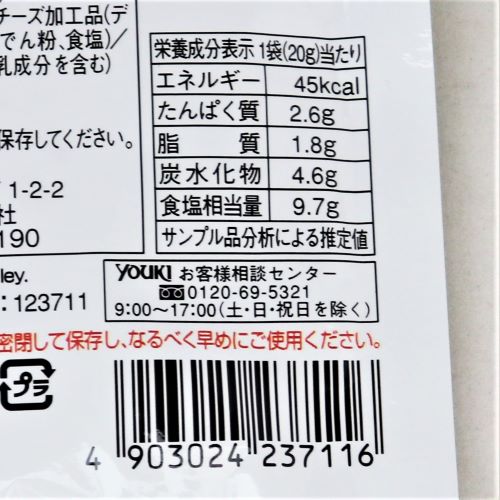 チーズ加工品(デ
でん粉、食塩)/
乳成分を含む)
保存してください。
1-2-2
社
190
ley.
: 123711
栄養成分表示 1袋(20g)当たり
エネルギー 45kcal
たんぱく質 2.6g
脂質 1.8g
炭水化物 4.6g
食塩相当量 9.7g
サンプル品分析による推定値
YOUKI お客様相談センター
0120-69-5321
9:00~17:00(土・日・祝日を除く)
密閉して保存し、なるべく早めにご使用ください。
プラ
4 903024 237116